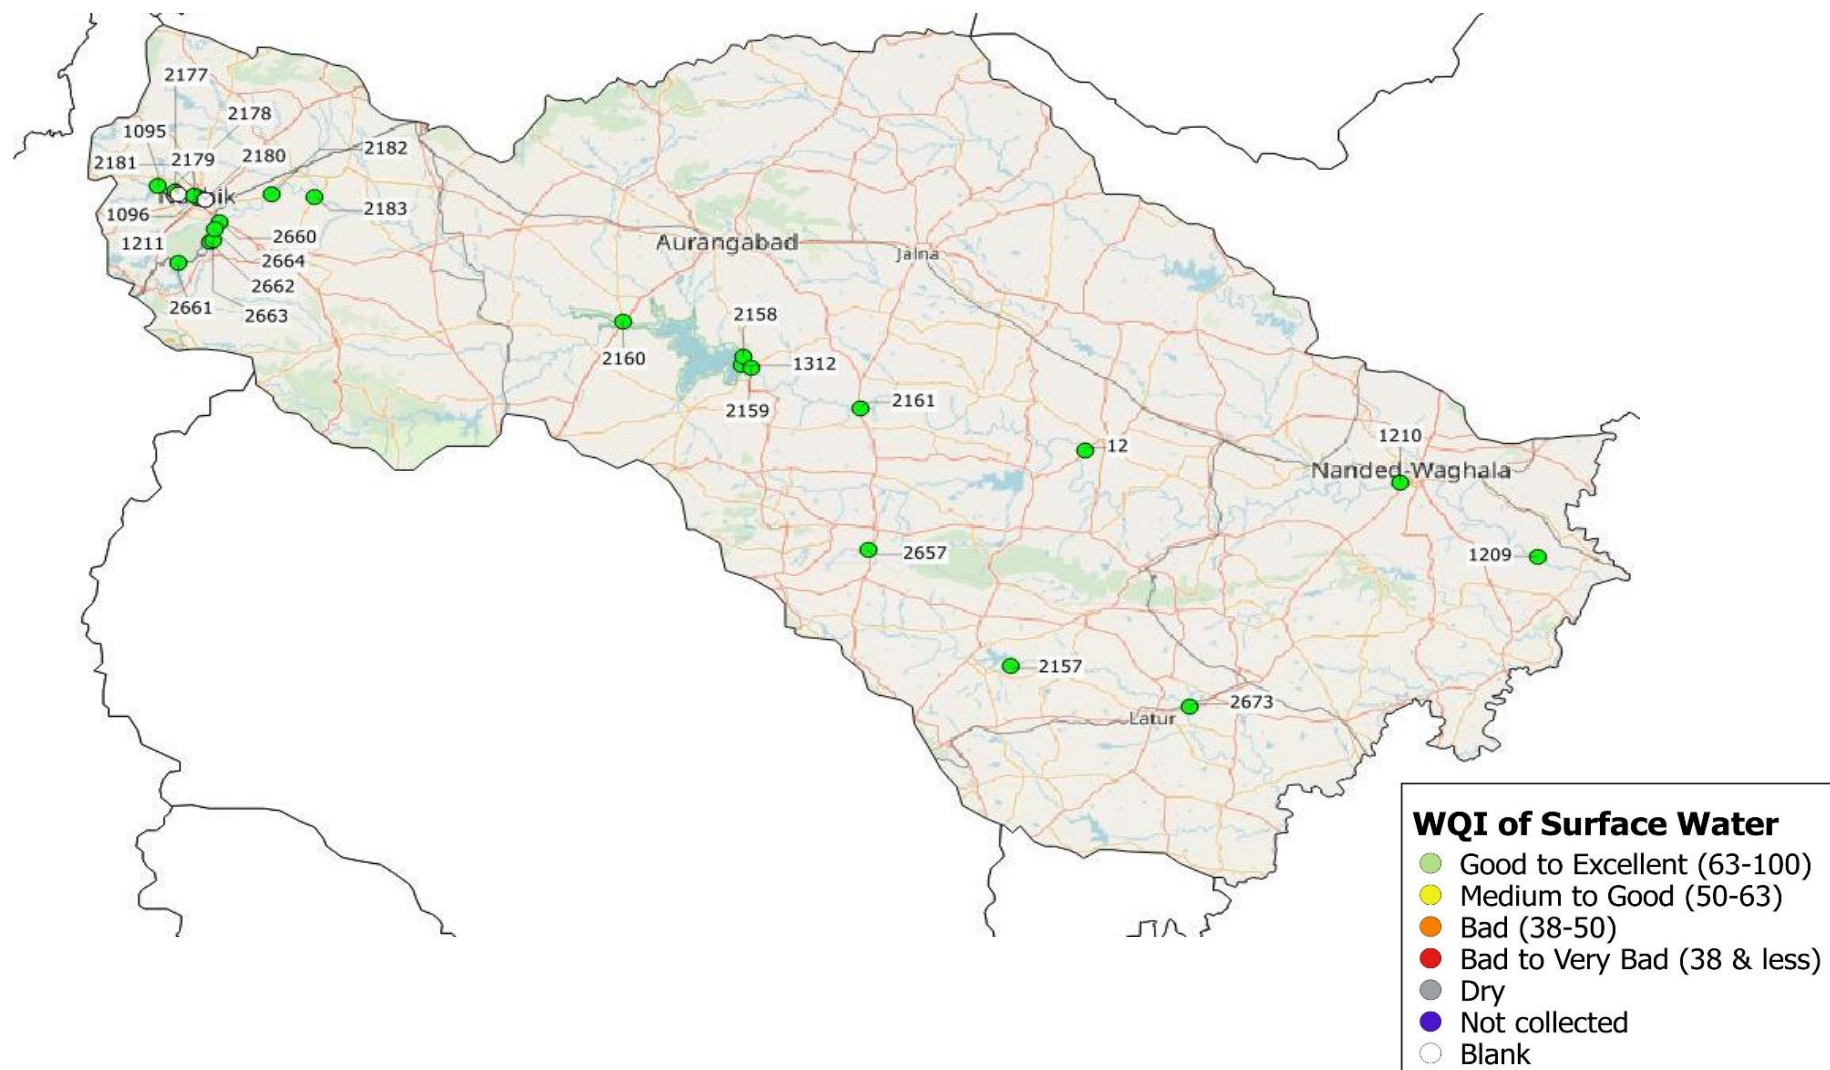 2177
2178
1095
2182
2181
2179
2180
1096
2183
1211
2660
Aurangabad
2664
Jalna
2662
2661
2663
2158
2160
1312
2159
2161
12
1210
Nanded-Waghala
2657
1209
2157
2673
Latur
WQI of Surface Water
Good to Excellent (63-100)
Medium to Good (50-63)
Bad (38-50)
Bad to Very Bad (38 & less)
Dry
Not collected
Blank